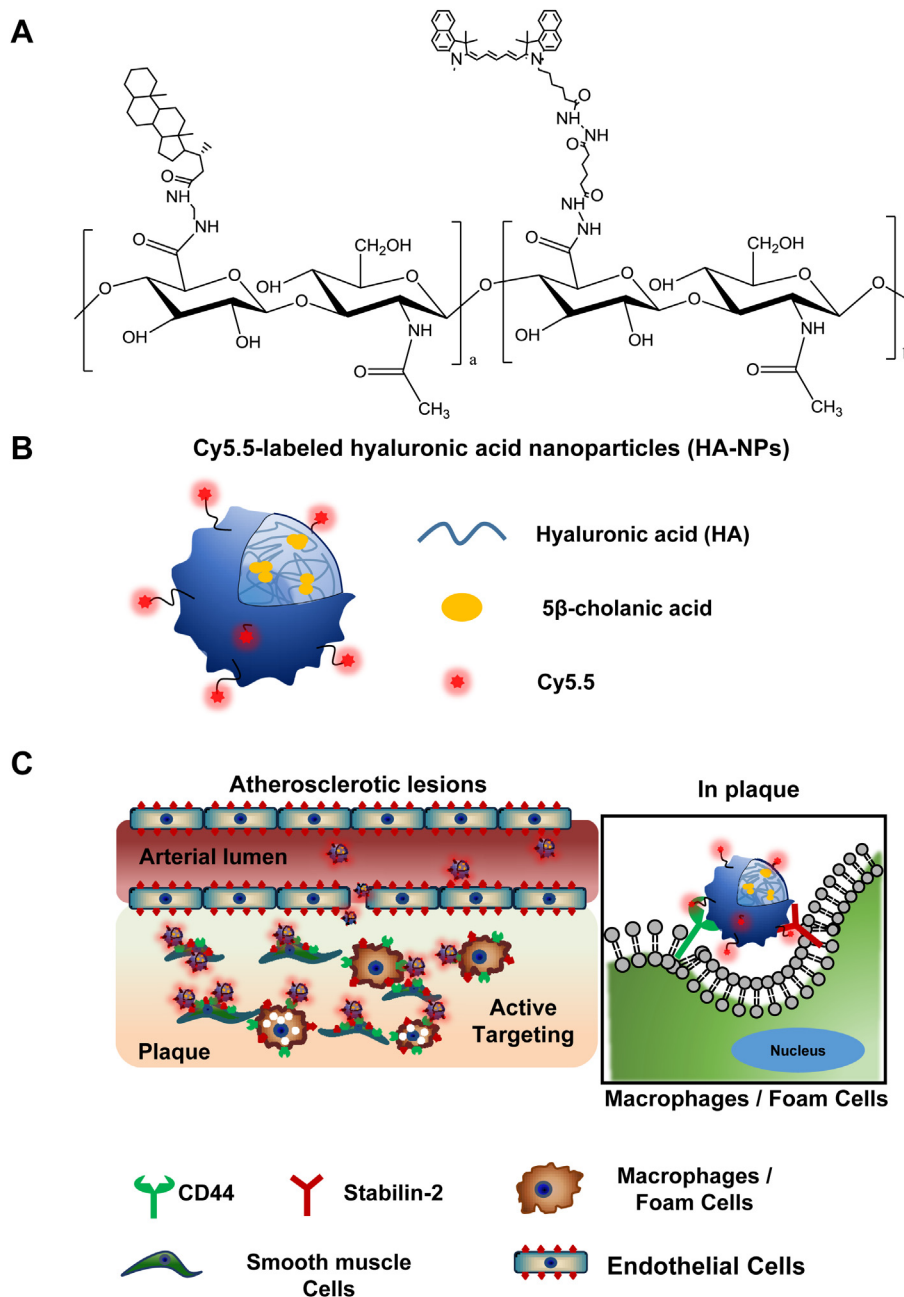 A
N
N
O
NH
NH
O
O
NH
NH
O
NH
NH
O
O
OH
OH
O
OH
CH2OH
O
NH
O
CH3
a
O
O
O
OH
OH
O
OH
CH2OH
O
NH
O
CH3
O
B
Cy5.5-labeled hyaluronic acid nanoparticles (HA-NPs)
Hyaluronic acid (HA)
5β-cholanic acid
Cy5.5
C
Atherosclerotic lesions
In plaque
Arterial lumen
Active
Targeting
Plaque
Nucleus
Macrophages / Foam Cells
CD44
Stabilin-2
Macrophages /
Foam Cells
Smooth muscle
Cells
Endothelial Cells